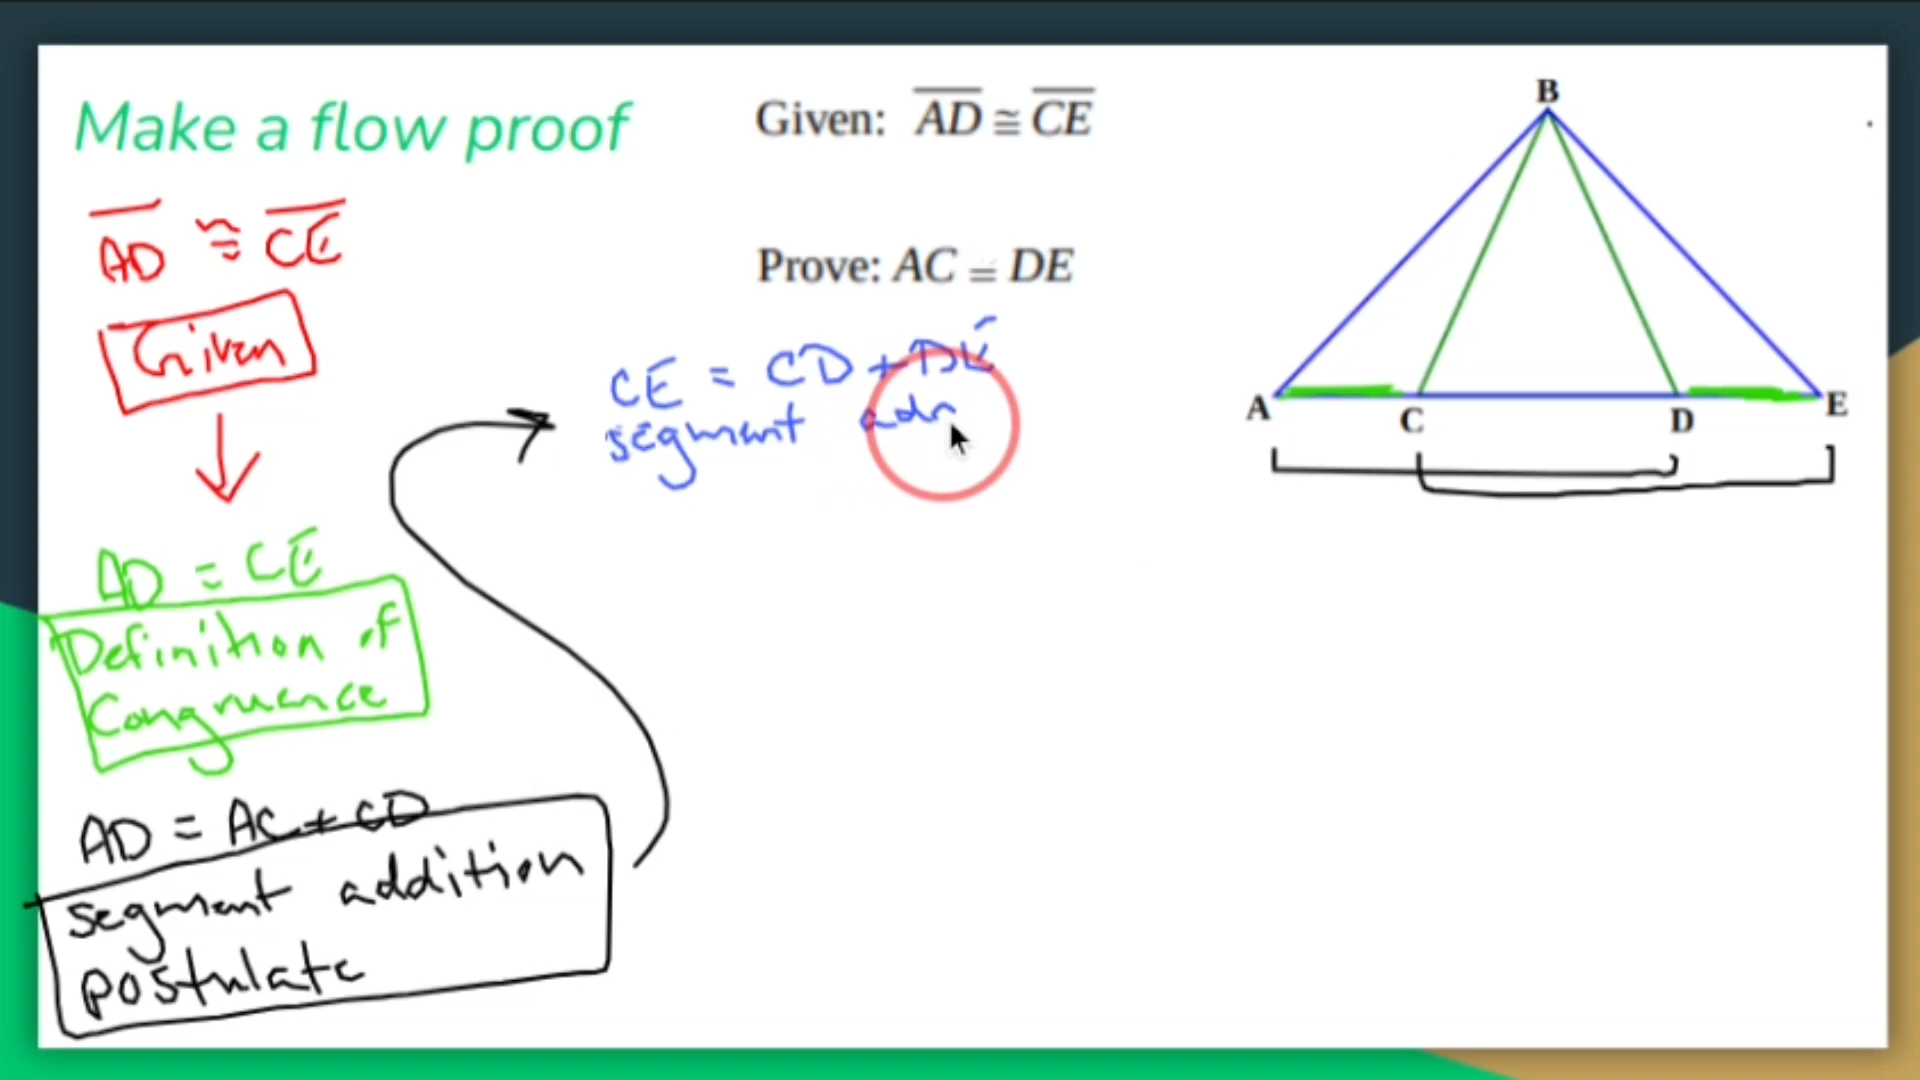 Make a flow proof
Given: AD ≅ CE
Prove: AC = DE
AD ≅ CE
Given
AD = CE
Definition of
Congruence
AD = AC + CD
segment addition
postulate
CE = CD + DE
segment
B
A
C
D
E